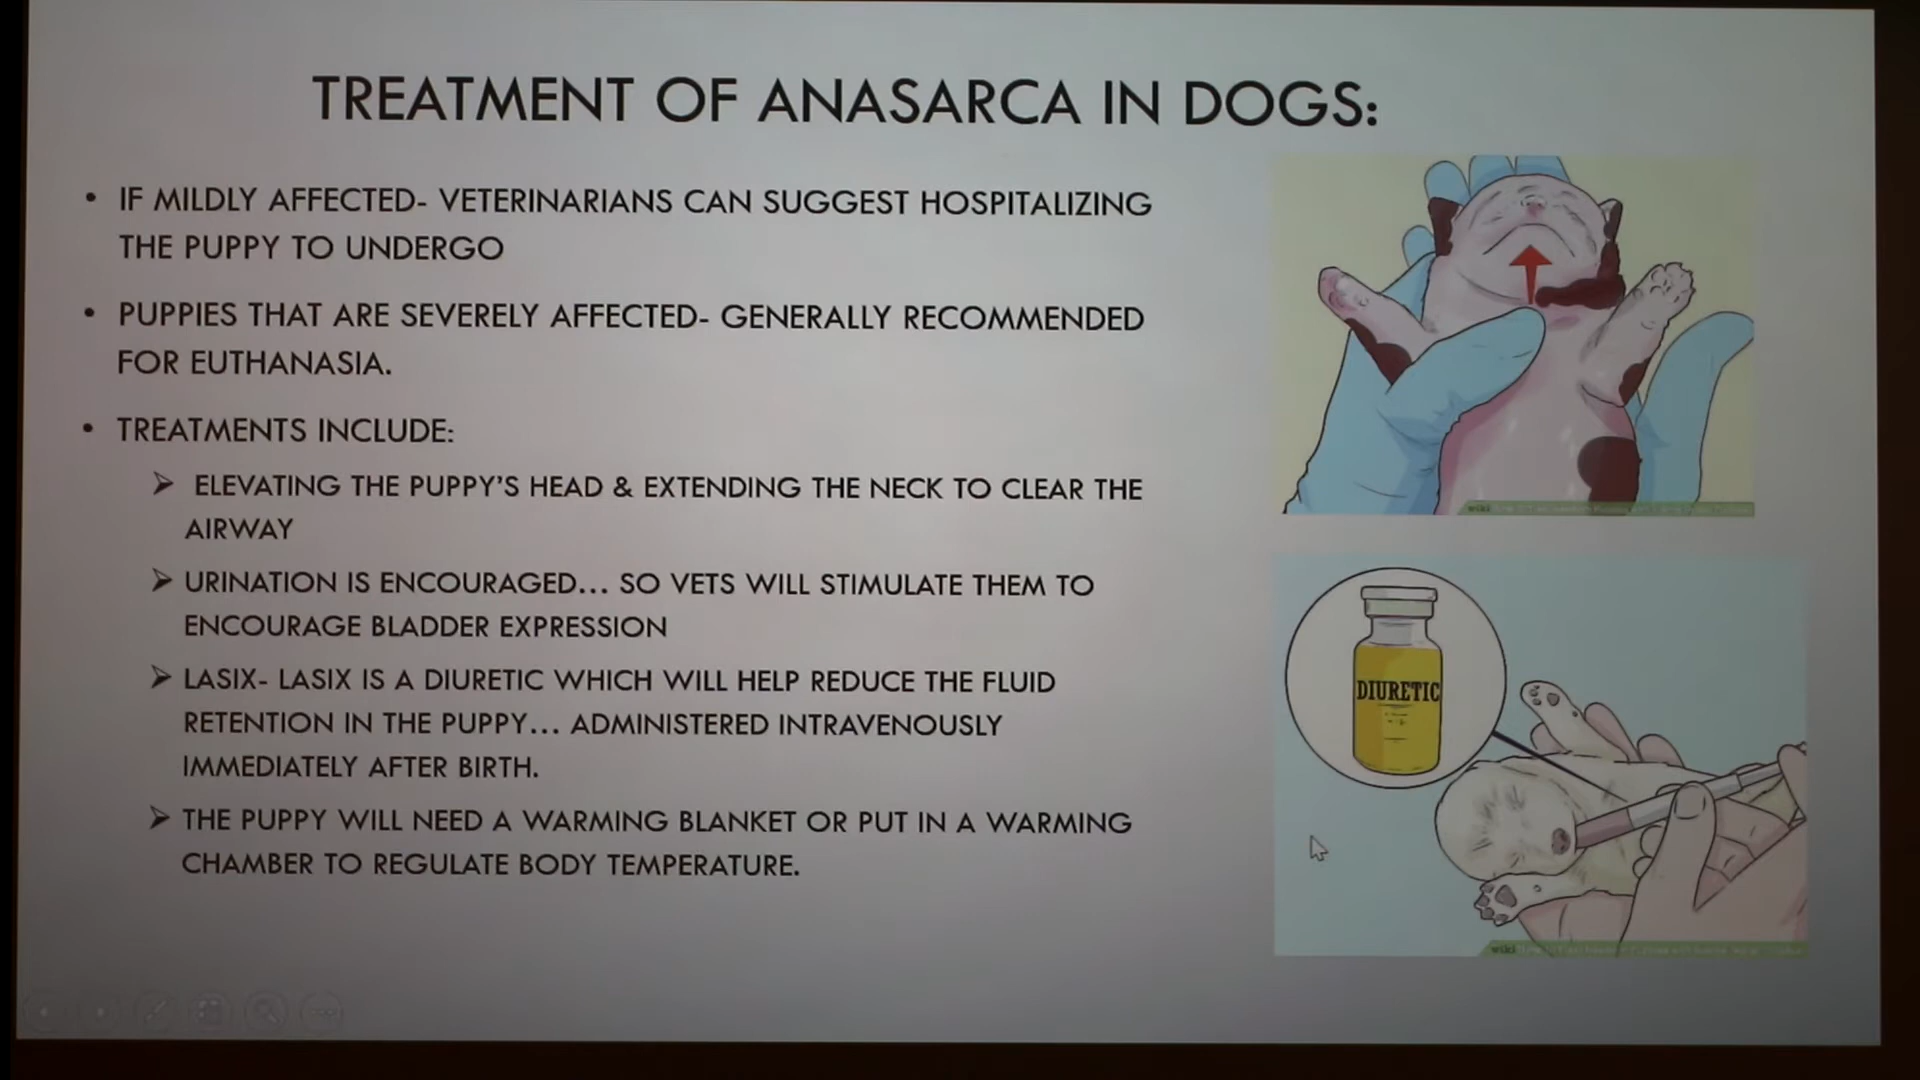 TREATMENT OF ANASARCA IN DOGS:
• IF MILDLY AFFECTED- VETERINARIANS CAN SUGGEST HOSPITALIZING
THE PUPPY TO UNDERGO
• PUPPIES THAT ARE SEVERELY AFFECTED- GENERALLY RECOMMENDED
FOR EUTHANASIA.
• TREATMENTS INCLUDE:
➢ ELEVATING THE PUPPY'S HEAD & EXTENDING THE NECK TO CLEAR THE
AIRWAY
➢ URINATION IS ENCOURAGED... SO VETS WILL STIMULATE THEM TO
ENCOURAGE BLADDER EXPRESSION
➢ LASIX- LASIX IS A DIURETIC WHICH WILL HELP REDUCE THE FLUID
RETENTION IN THE PUPPY... ADMINISTERED INTRAVENOUSLY
IMMEDIATELY AFTER BIRTH.
➢ THE PUPPY WILL NEED A WARMING BLANKET OR PUT IN A WARMING
CHAMBER TO REGULATE BODY TEMPERATURE.
wiki
DIURETIC
wiki